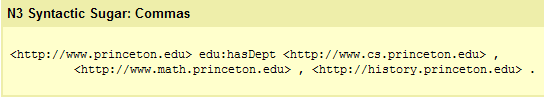 N3 Syntactic Sugar: Commas
<http://www.princeton.edu> edu:hasDept <http://www.cs.princeton.edu> ,
<http://www.math.princeton.edu> , <http://history.princeton.edu> .